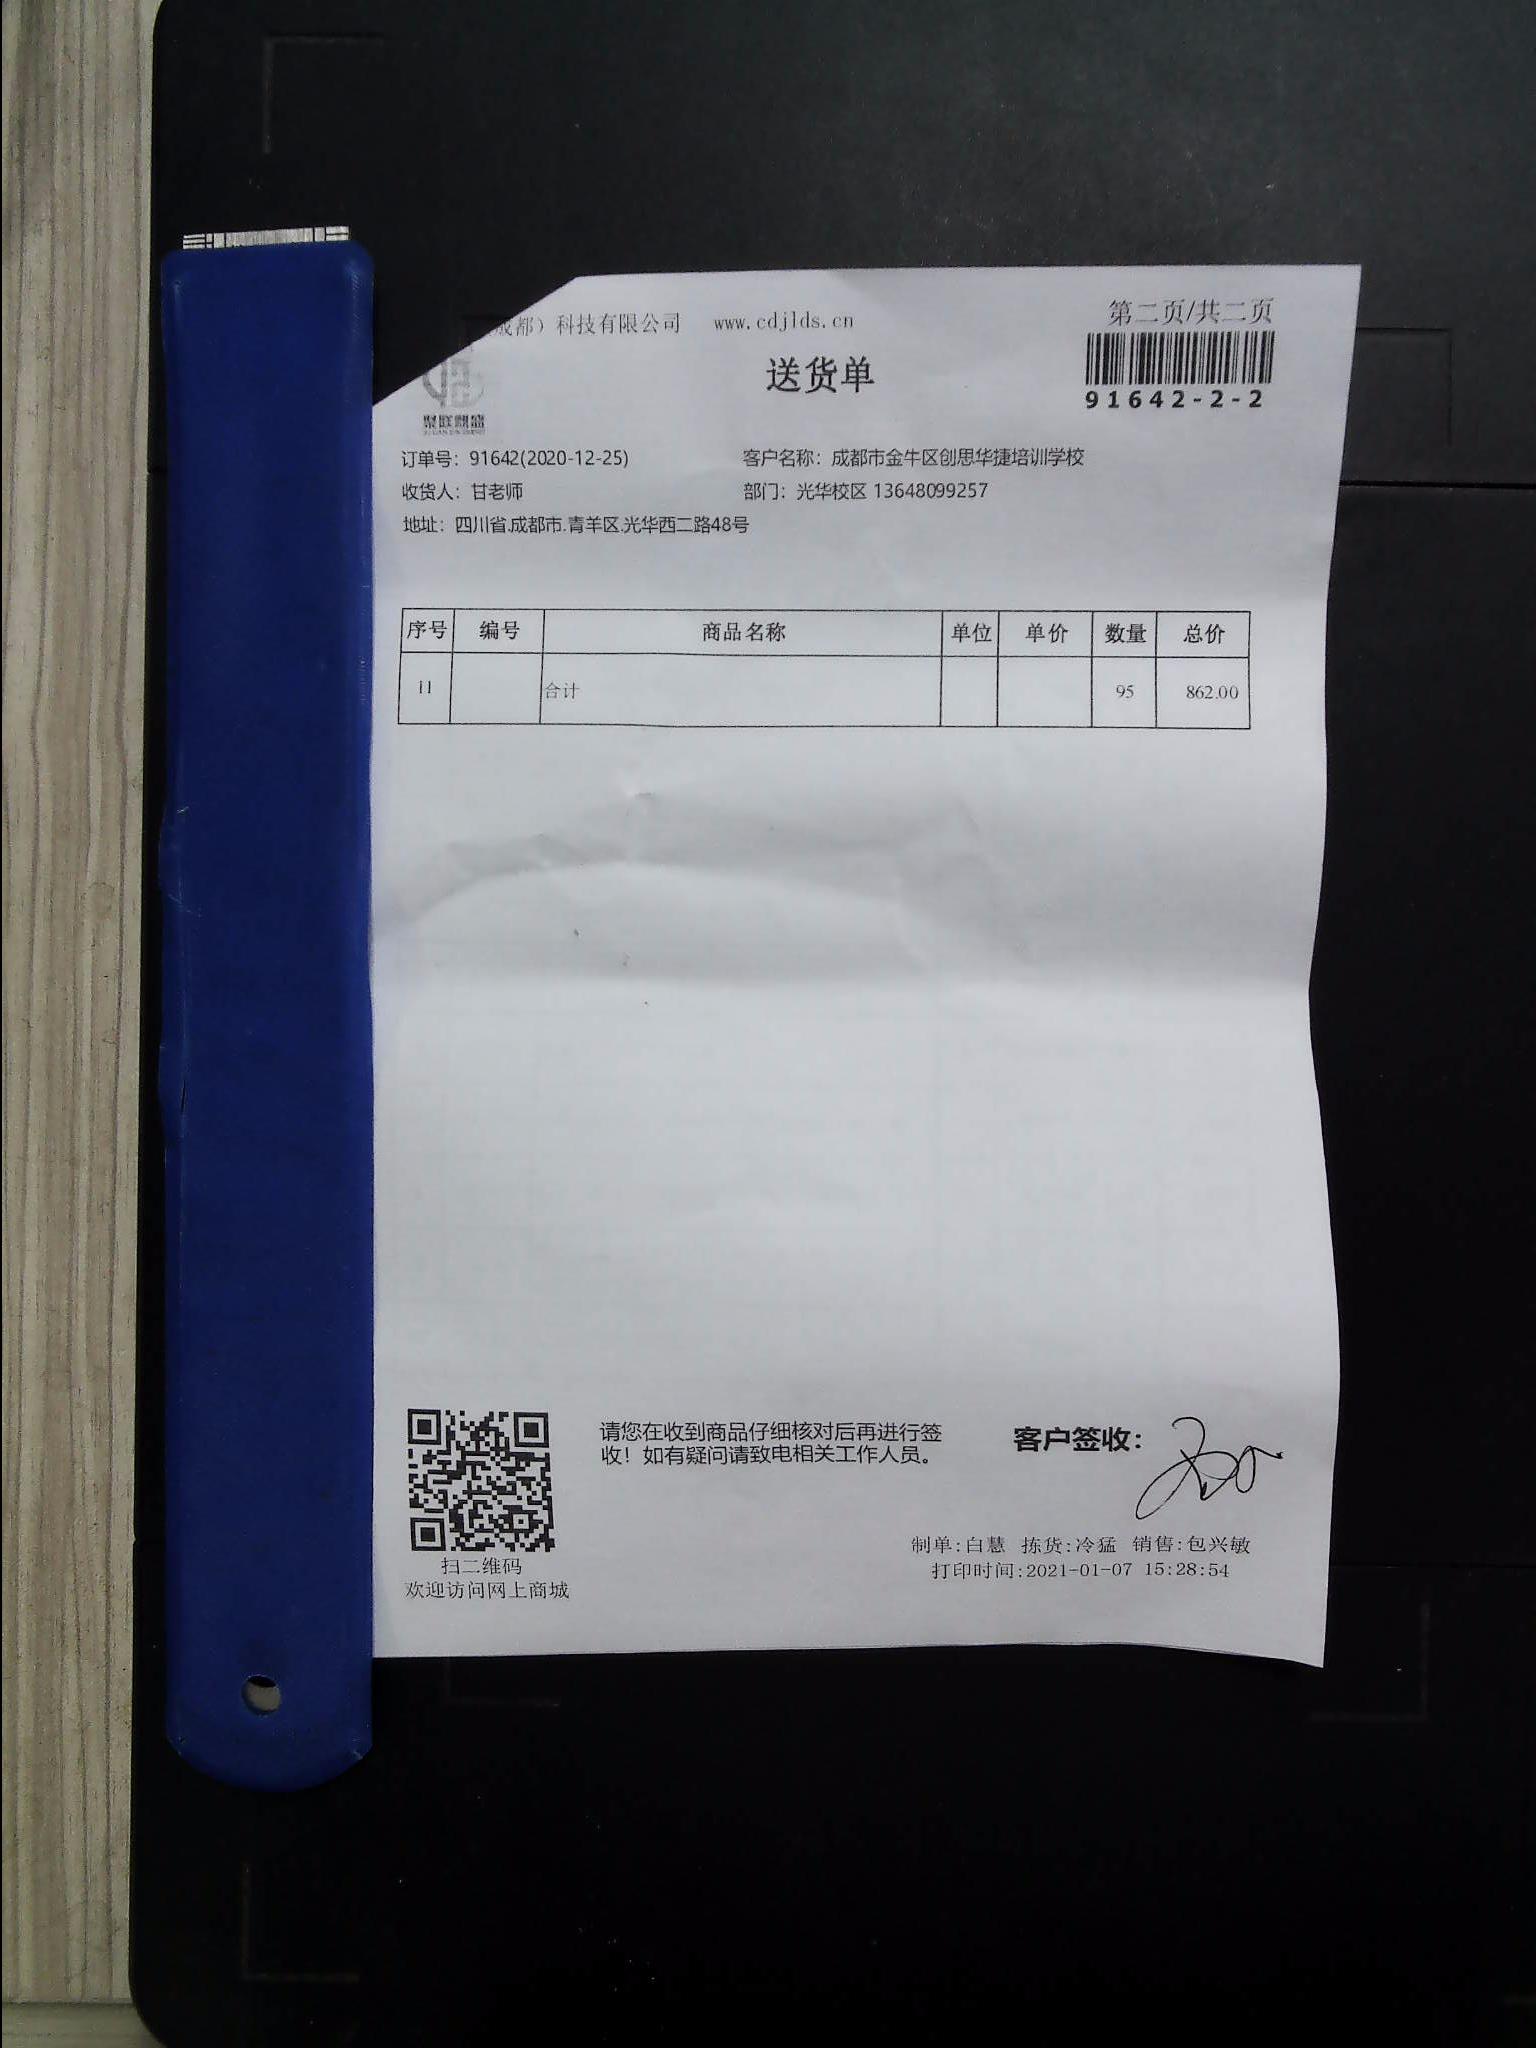 成都）科技有限公司 www.cdjlds.cn
第二页/共二页
送货单
91642-2-2
聚联鼎盛
订单号：91642(2020-12-25) 客户名称：成都市金牛区创思华捷培训学校
收货人：甘老师 部门：光华校区 13648099257
地址：四川省.成都市.青羊区.光华西二路48号
序号 编号 商品名称 单位 单价 数量 总价
11 合计 95 862.00
请您在收到商品仔细核对后再进行签
收！如有疑问请致电相关工作人员。
客户签收：
制单:白慧 拣货:冷猛 销售:包兴敏
打印时间:2021-01-07 15:28:54
扫二维码
欢迎访问网上商城